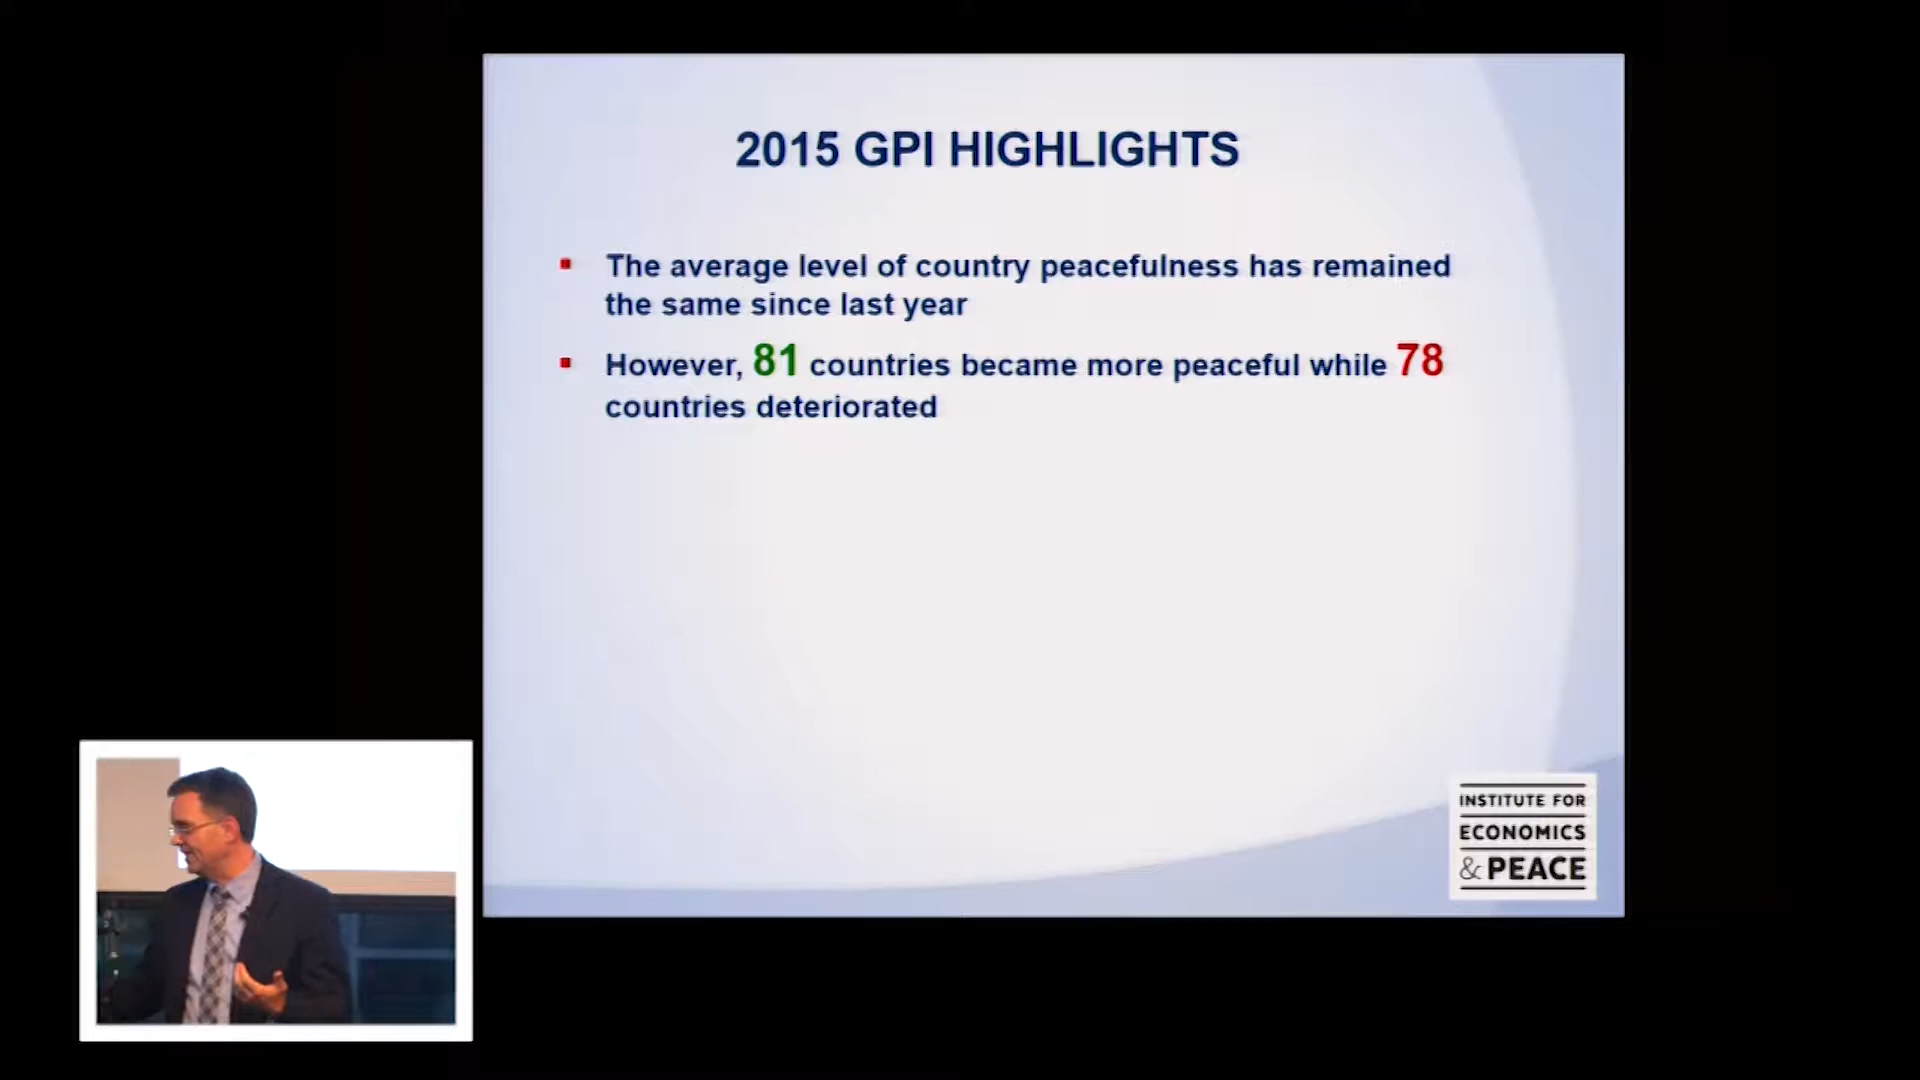 2015 GPI HIGHLIGHTS
The average level of country peacefulness has remained
the same since last year
However, 81 countries became more peaceful while 78
countries deteriorated
INSTITUTE FOR
ECONOMICS
& PEACE